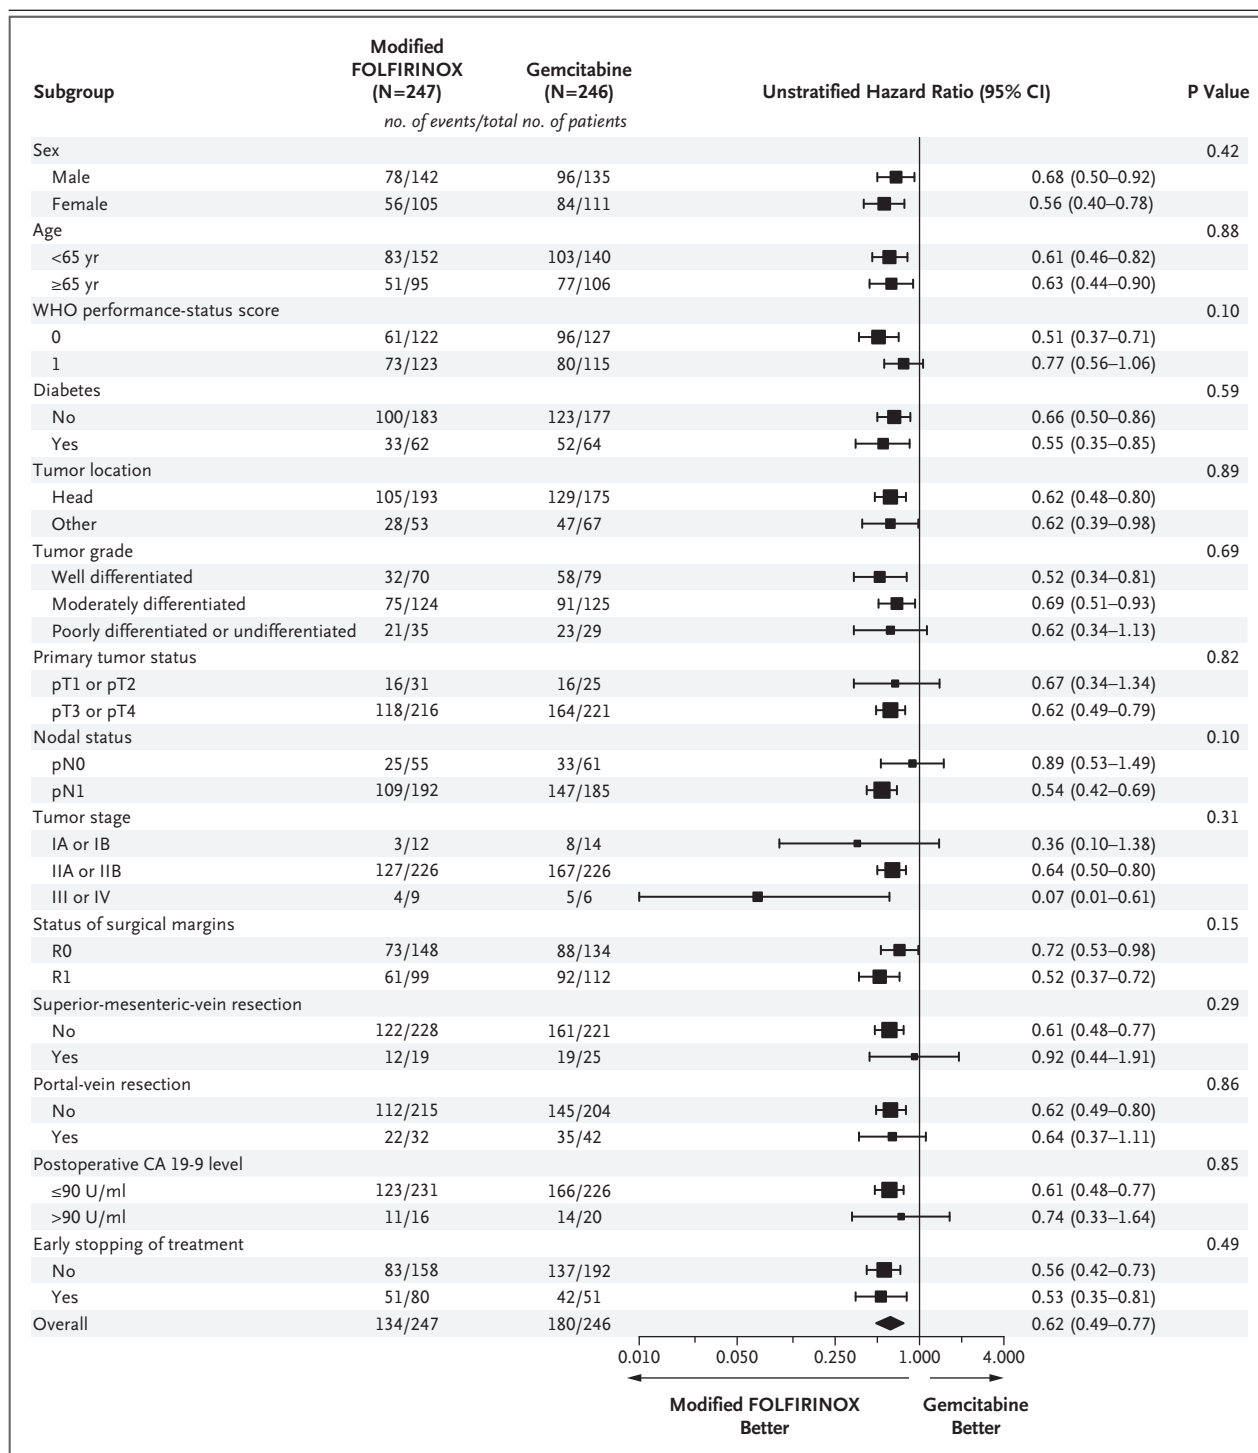 Modified
FOLFIRINOX Gemcitabine
Subgroup (N=247) (N=246) Unstratified Hazard Ratio (95% CI) P Value
no. of events/total no. of patients
Sex 0.42
Male 78/142 96/135 0.68 (0.50–0.92)
Female 56/105 84/111 0.56 (0.40–0.78)
Age 0.88
<65 yr 83/152 103/140 0.61 (0.46–0.82)
≥65 yr 51/95 77/106 0.63 (0.44–0.90)
WHO performance-status score 0.10
0 61/122 96/127 0.51 (0.37–0.71)
1 73/123 80/115 0.77 (0.56–1.06)
Diabetes 0.59
No 100/183 123/177 0.66 (0.50–0.86)
Yes 33/62 52/64 0.55 (0.35–0.85)
Tumor location 0.89
Head 105/193 129/175 0.62 (0.48–0.80)
Other 28/53 47/67 0.62 (0.39–0.98)
Tumor grade 0.69
Well differentiated 32/70 58/79 0.52 (0.34–0.81)
Moderately differentiated 75/124 91/125 0.69 (0.51–0.93)
Poorly differentiated or undifferentiated 21/35 23/29 0.62 (0.34–1.13)
Primary tumor status 0.82
pT1 or pT2 16/31 16/25 0.67 (0.34–1.34)
pT3 or pT4 118/216 164/221 0.62 (0.49–0.79)
Nodal status 0.10
pN0 25/55 33/61 0.89 (0.53–1.49)
pN1 109/192 147/185 0.54 (0.42–0.69)
Tumor stage 0.31
IA or IB 3/12 8/14 0.36 (0.10–1.38)
IIA or IIB 127/226 167/226 0.64 (0.50–0.80)
III or IV 4/9 5/6 0.07 (0.01–0.61)
Status of surgical margins 0.15
R0 73/148 88/134 0.72 (0.53–0.98)
R1 61/99 92/112 0.52 (0.37–0.72)
Superior-mesenteric-vein resection 0.29
No 122/228 161/221 0.61 (0.48–0.77)
Yes 12/19 19/25 0.92 (0.44–1.91)
Portal-vein resection 0.86
No 112/215 145/204 0.62 (0.49–0.80)
Yes 22/32 35/42 0.64 (0.37–1.11)
Postoperative CA 19-9 level 0.85
≤90 U/ml 123/231 166/226 0.61 (0.48–0.77)
>90 U/ml 11/16 14/20 0.74 (0.33–1.64)
Early stopping of treatment 0.49
No 83/158 137/192 0.56 (0.42–0.73)
Yes 51/80 42/51 0.53 (0.35–0.81)
Overall 134/247 180/246 0.62 (0.49–0.77)
0.010 0.050 0.250 1.000 4.000
Modified FOLFIRINOX Gemcitabine
Better Better